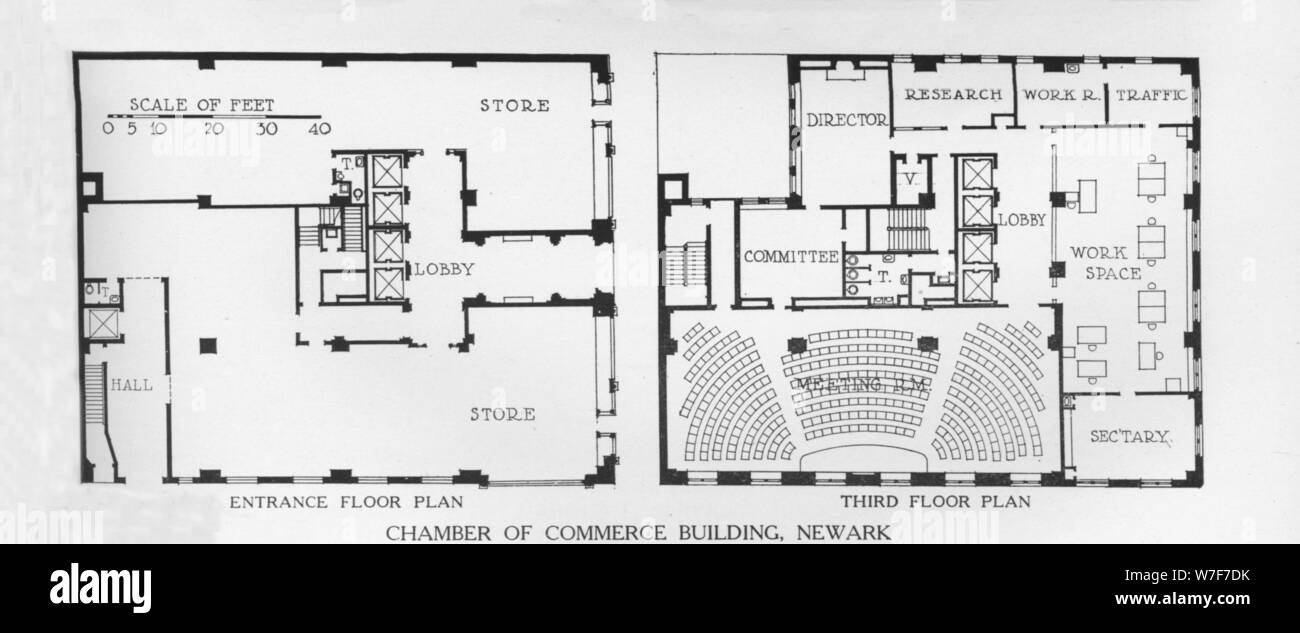 SCALE OF FEET
0 5 10 20 30 40
STORE
T.
LOBBY
T.
HALL
STORE
ENTRANCE FLOOR PLAN
DIRECTOR
RESEARCH
WORK R.
TRAFFIC
V.
LOBBY
COMMITTEE
T.
WORK
SPACE
MEETING RM.
SEC'TARY.
THIRD FLOOR PLAN
CHAMBER OF COMMERCE BUILDING, NEWARK
alamy
alamy
alamy
Image ID: W7F7DK
www.alamy.com